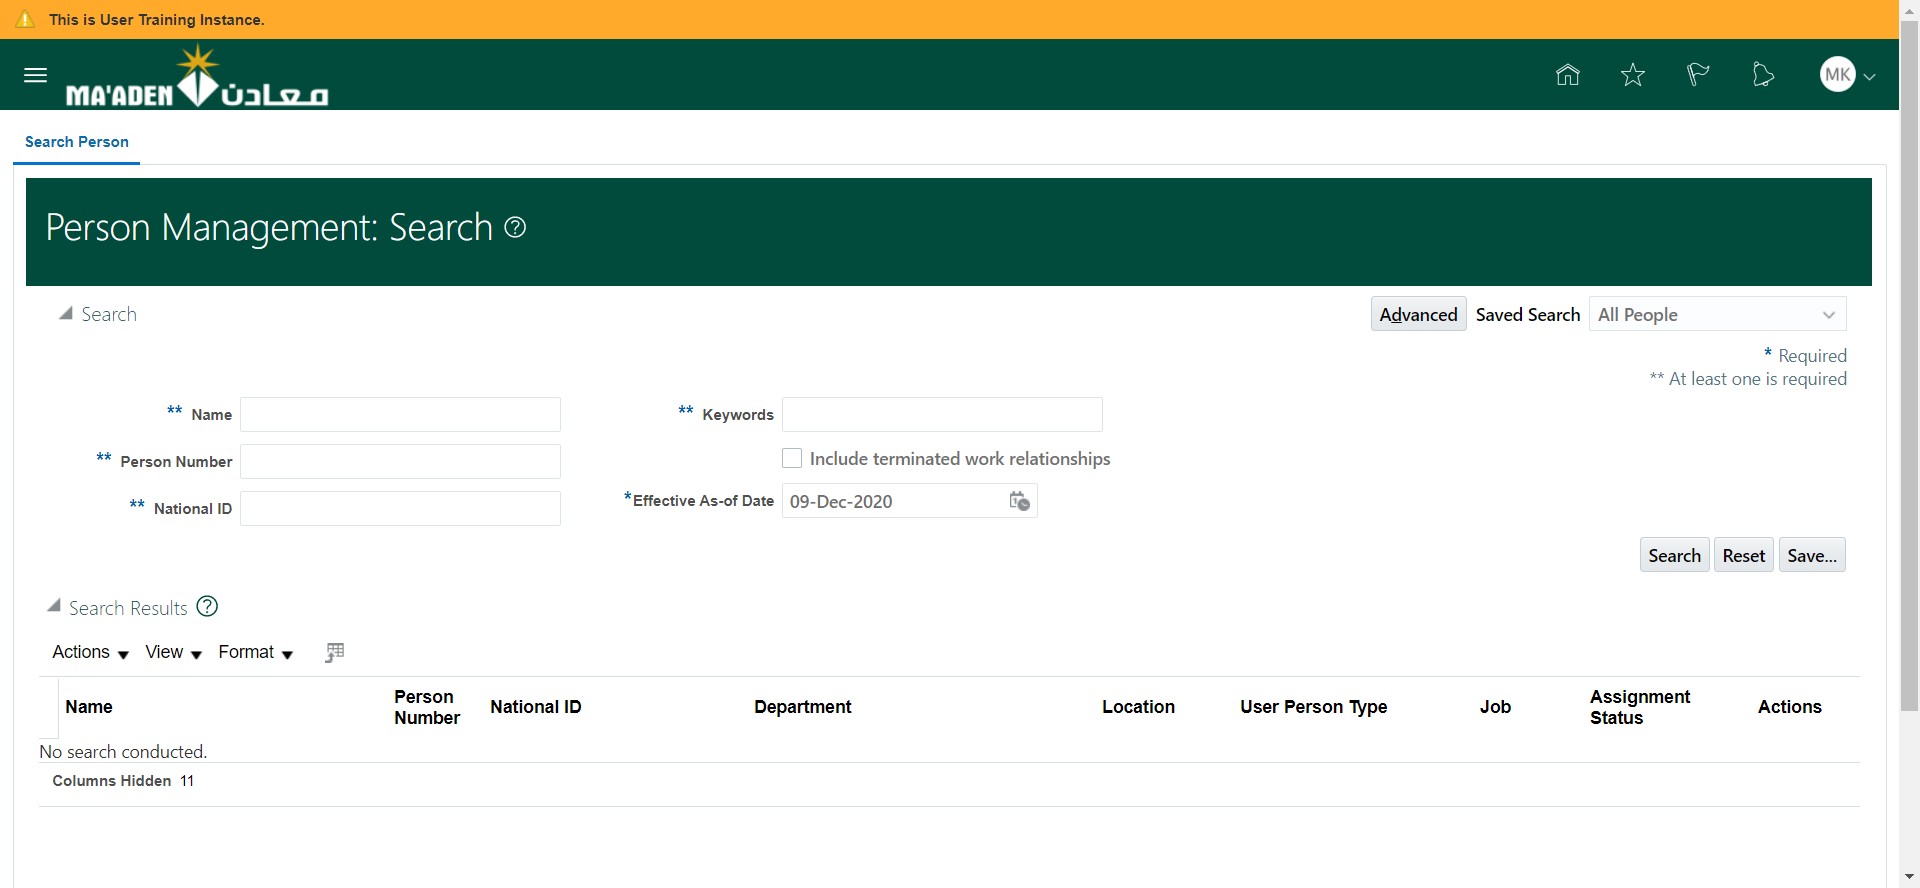 This is User Training Instance.
MA'ADEN معادن
MK
Search Person
Person Management: Search ?
Search
Advanced Saved Search All People
* Required
** At least one is required
** Name
** Keywords
** Person Number
Include terminated work relationships
** National ID
*Effective As-of Date 09-Dec-2020
Search Reset Save...
Search Results ?
Actions View Format
Name Person Number National ID Department Location User Person Type Job Assignment Status Actions
No search conducted.
Columns Hidden 11